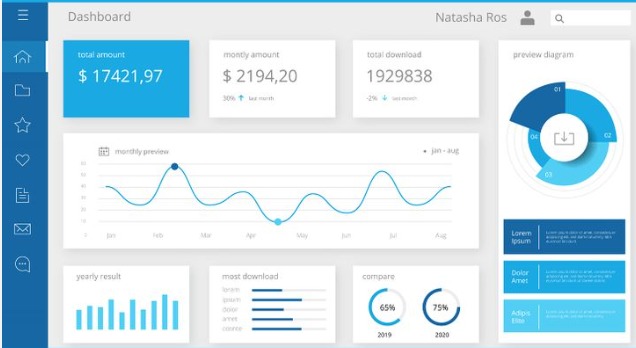 Dashboard
Natasha Ros
total amount
$ 17421,97
montly amount
$ 2194,20
30% last month
total download
1929838
-2% last month
preview diagram
01
02
03
04
monthly preview
jan - aug
60
50
40
30
20
10
0
Jan Feb Mar Apr May Jun Jul Aug
Lorem
Ipsum
Dolor
Amet
Adipis
Elise
yearly result
most download
lorem
ipsum
dolor
amet
compare
65%
2019
75%
2020